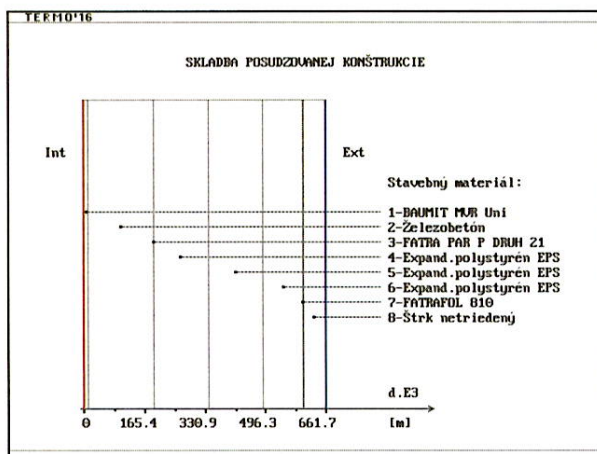 TERMO'16
SKLADBA POSUDZOVANEJ KONŠTRUKCIE
Int
Ext
Stavebný materiál:
1-BAUMIT MVR Uni
2-Železobetón
3-FATRA PAR P DRUH 21
4-Expand.polystyrén EPS
5-Expand.polystyrén EPS
6-Expand.polystyrén EPS
7-FATRAFOL 810
8-Štrk netriedený
d.E3
0 165.4 330.9 496.3 661.7 [m]